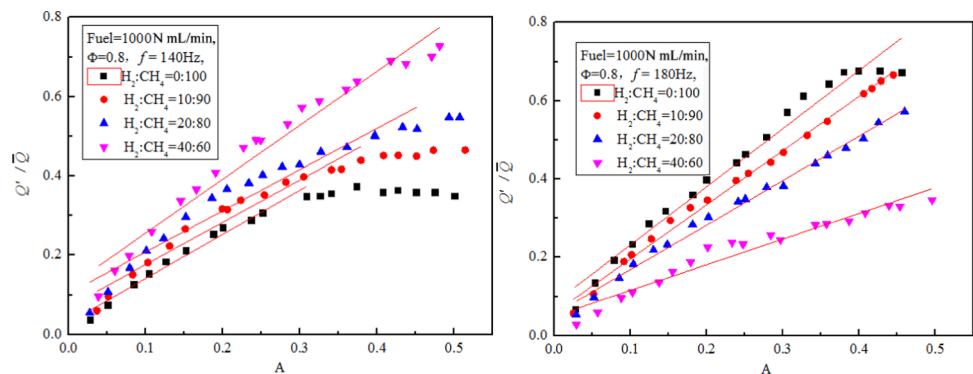 Fuel=1000N mL/min,
Φ=0.8, f = 140Hz,
H₂:CH₄=0:100
H₂:CH₄=10:90
H₂:CH₄=20:80
H₂:CH₄=40:60
Q' / Q̅
0.8
0.6
0.4
0.2
0.0
0.0 0.1 0.2 0.3 0.4 0.5
A
Fuel=1000N mL/min,
Φ=0.8, f = 180Hz,
H₂:CH₄=0:100
H₂:CH₄=10:90
H₂:CH₄=20:80
H₂:CH₄=40:60
Q' / Q̅
0.8
0.6
0.4
0.2
0.0
0.0 0.1 0.2 0.3 0.4 0.5
A